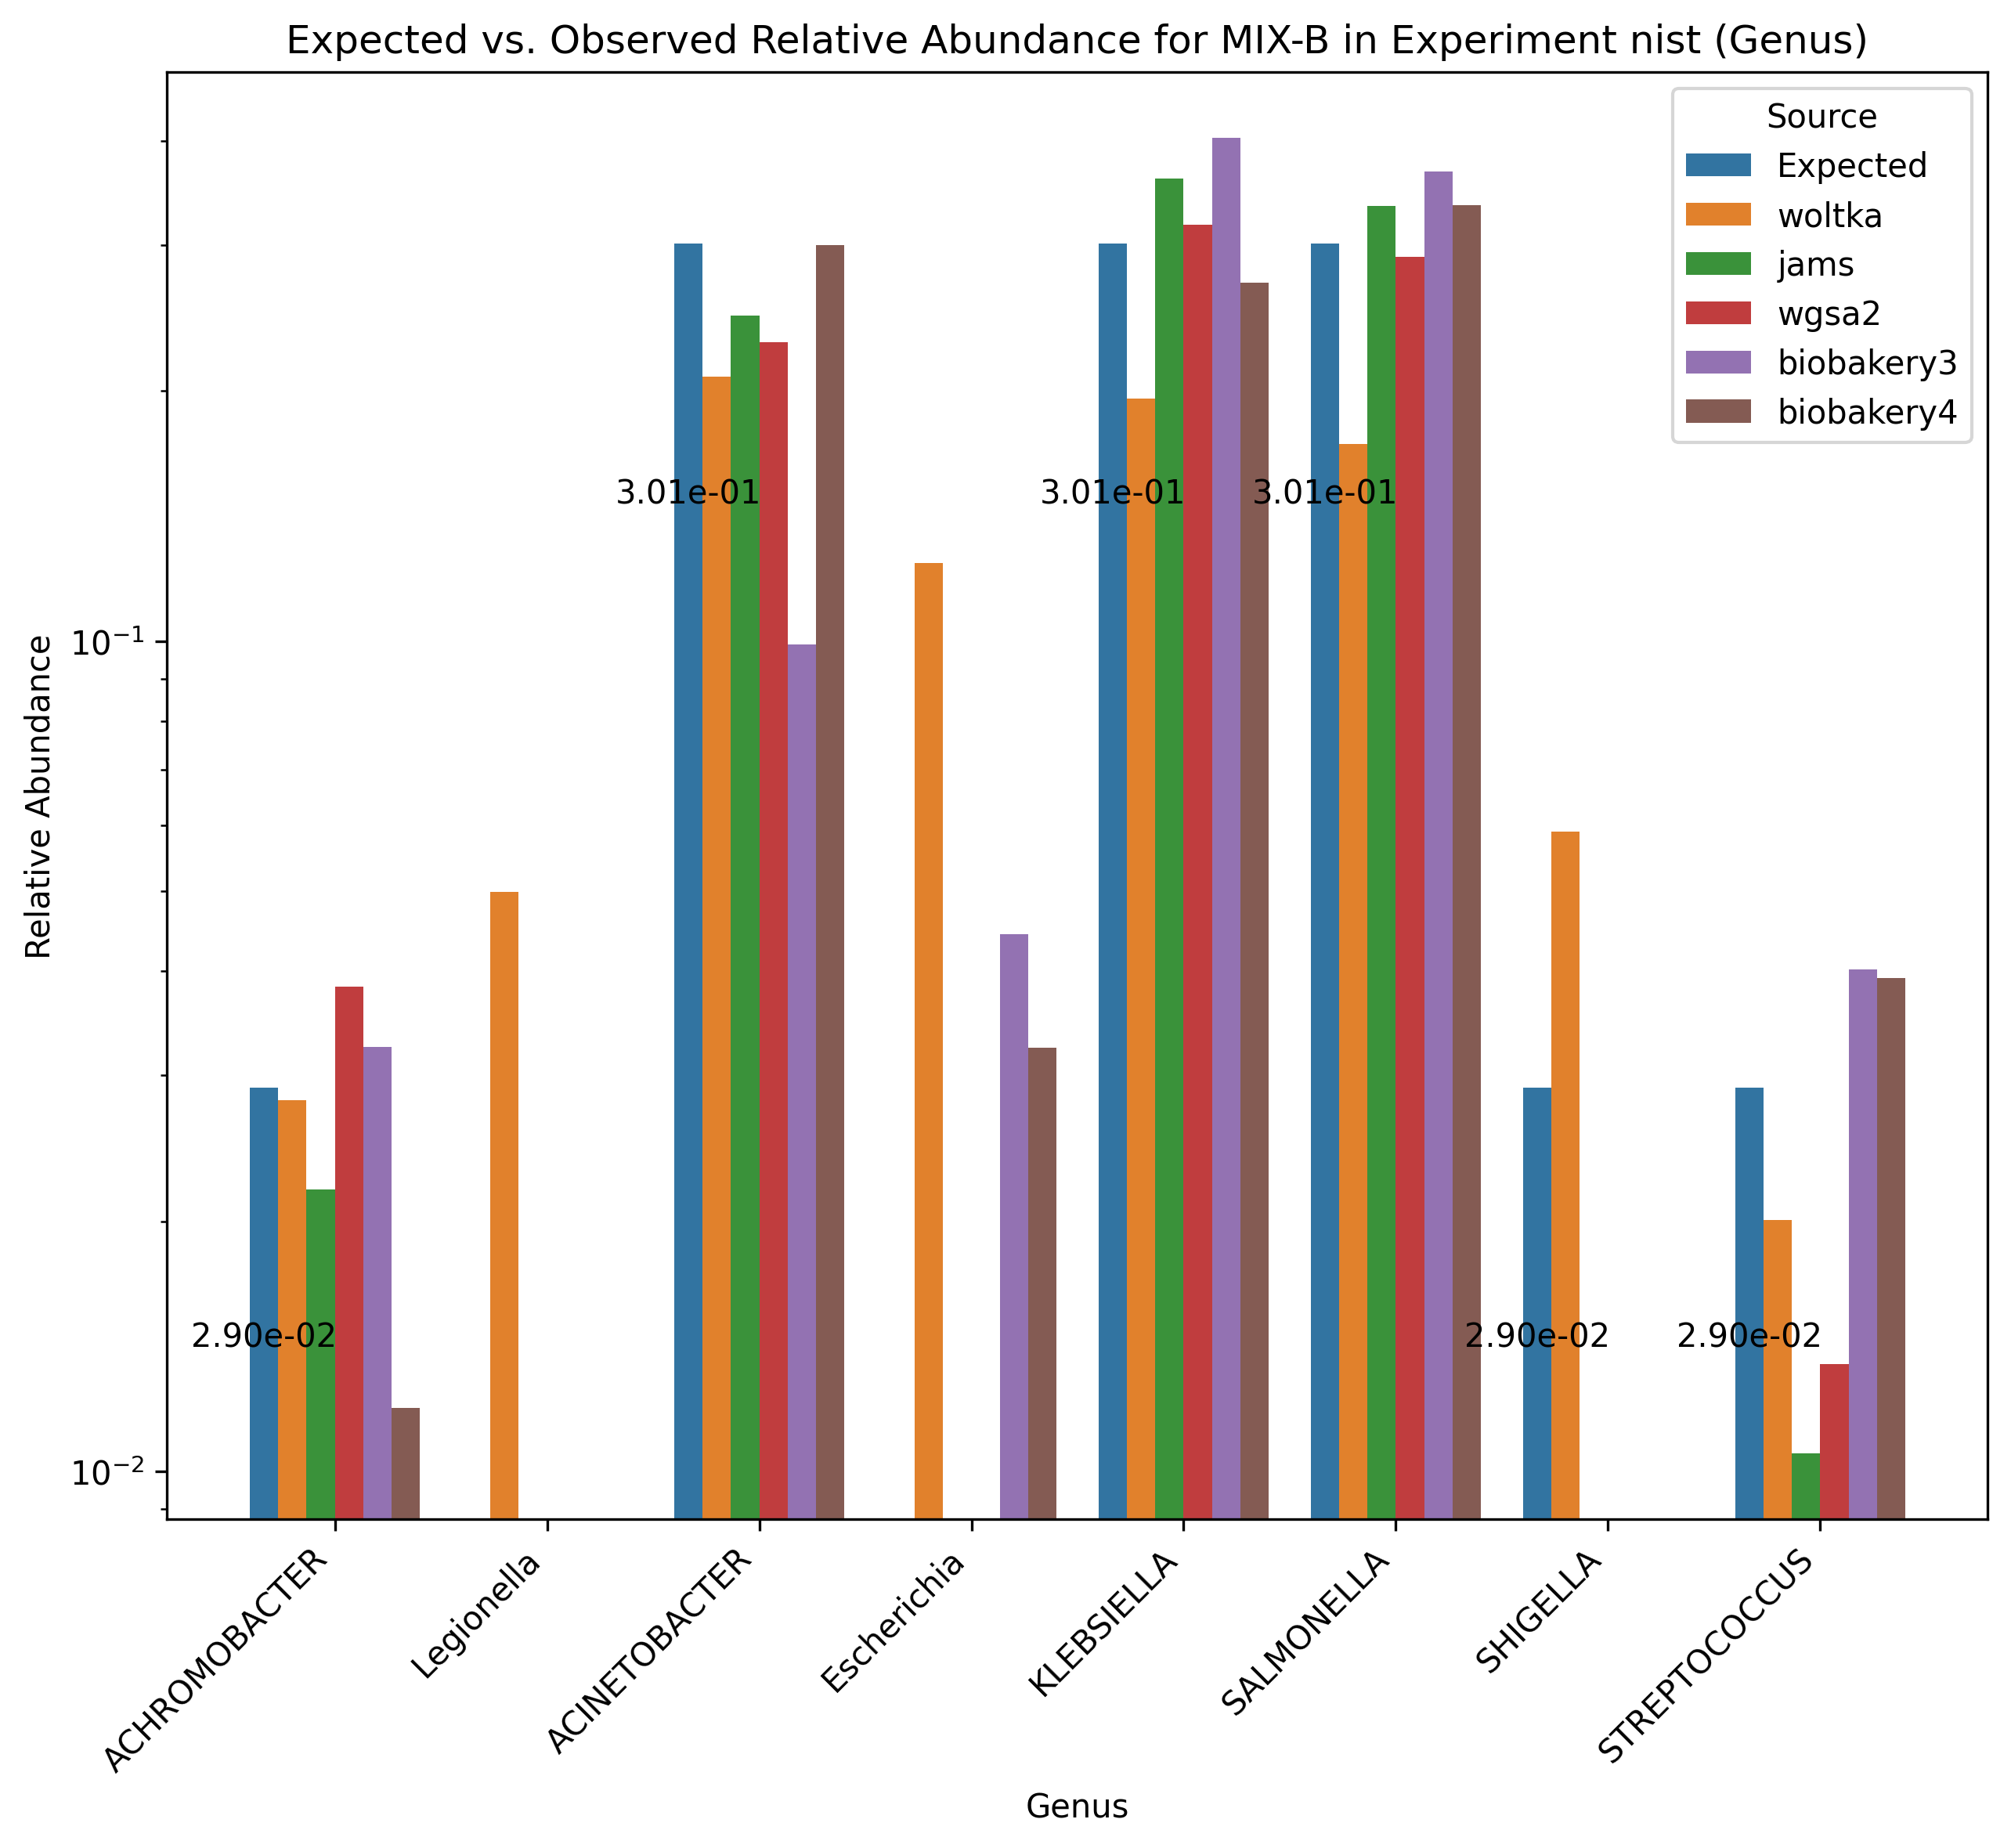 Expected vs. Observed Relative Abundance for MIX-B in Experiment nist (Genus)
Source
Expected
woltka
jams
wgsa2
biobakery3
biobakery4
Relative Abundance
10⁻¹
10⁻²
3.01e-01
3.01e-01
3.01e-01
2.90e-02
2.90e-02
2.90e-02
ACHROMOBACTER
Legionella
ACINETOBACTER
Escherichia
KLEBSIELLA
SALMONELLA
SHIGELLA
STREPTOCOCCUS
Genus